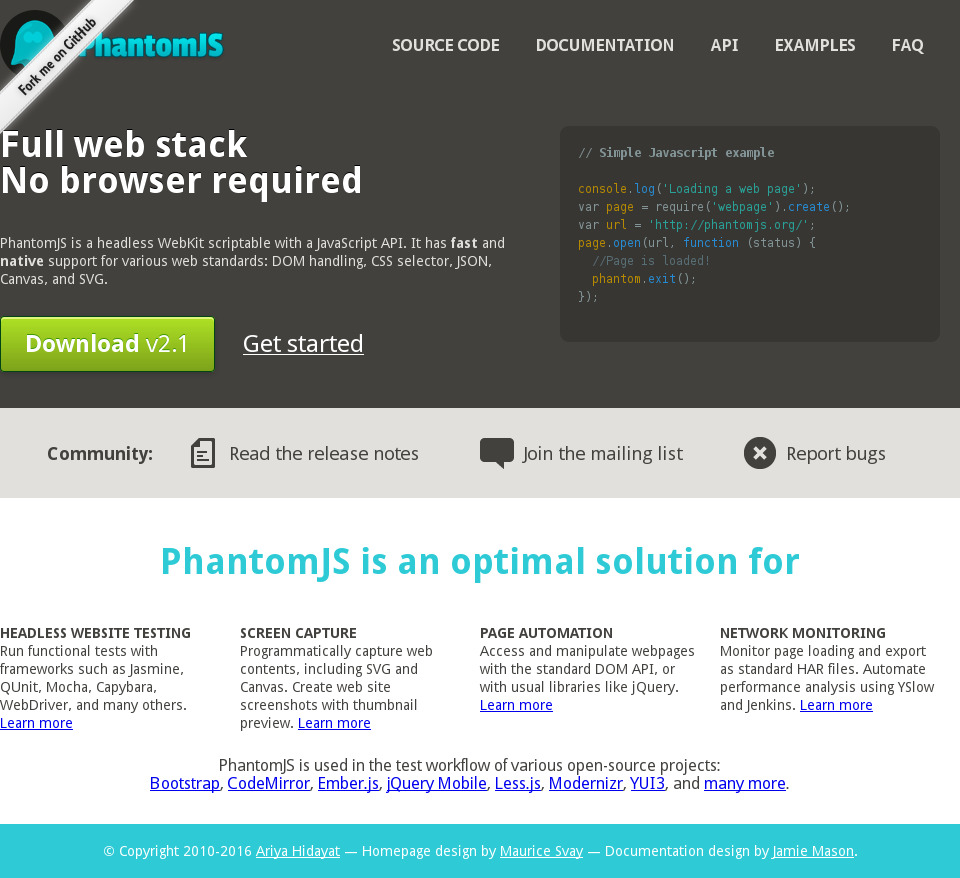 Fork me on GitHub
PhantomJS
SOURCE CODE DOCUMENTATION API EXAMPLES FAQ
Full web stack
No browser required
PhantomJS is a headless WebKit scriptable with a JavaScript API. It has fast and
native support for various web standards: DOM handling, CSS selector, JSON,
Canvas, and SVG.
Download v2.1 Get started
// Simple Javascript example
console.log('Loading a web page');
var page = require('webpage').create();
var url = 'http://phantomjs.org/';
page.open(url, function (status) {
  //Page is loaded!
  phantom.exit();
});
Community: Read the release notes Join the mailing list Report bugs
PhantomJS is an optimal solution for
HEADLESS WEBSITE TESTING
Run functional tests with
frameworks such as Jasmine,
QUnit, Mocha, Capybara,
WebDriver, and many others.
Learn more
SCREEN CAPTURE
Programmatically capture web
contents, including SVG and
Canvas. Create web site
screenshots with thumbnail
preview. Learn more
PAGE AUTOMATION
Access and manipulate webpages
with the standard DOM API, or
with usual libraries like jQuery.
Learn more
NETWORK MONITORING
Monitor page loading and export
as standard HAR files. Automate
performance analysis using YSlow
and Jenkins. Learn more
PhantomJS is used in the test workflow of various open-source projects:
Bootstrap, CodeMirror, Ember.js, jQuery Mobile, Less.js, Modernizr, YUI3, and many more.
© Copyright 2010-2016 Ariya Hidayat — Homepage design by Maurice Svay — Documentation design by Jamie Mason.